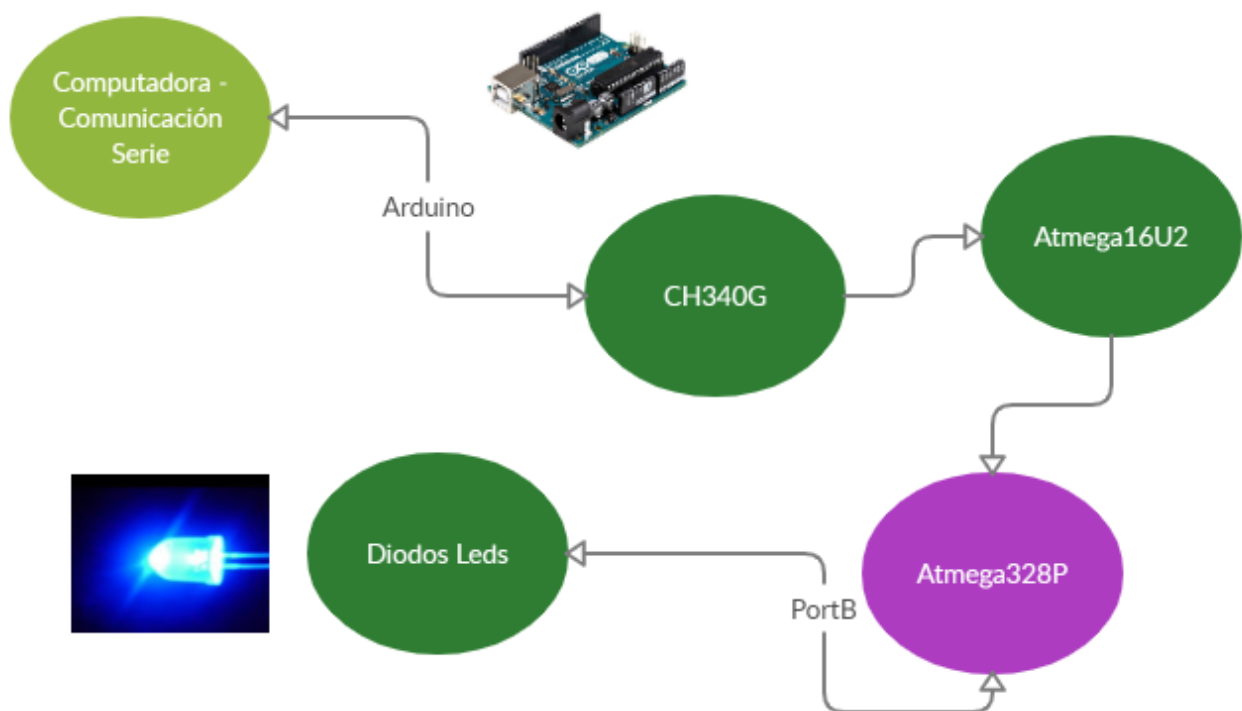 Computadora -
Comunicación
Serie
Arduino
CH340G
Atmega16U2
Diodos Leds
PortB
Atmega328P